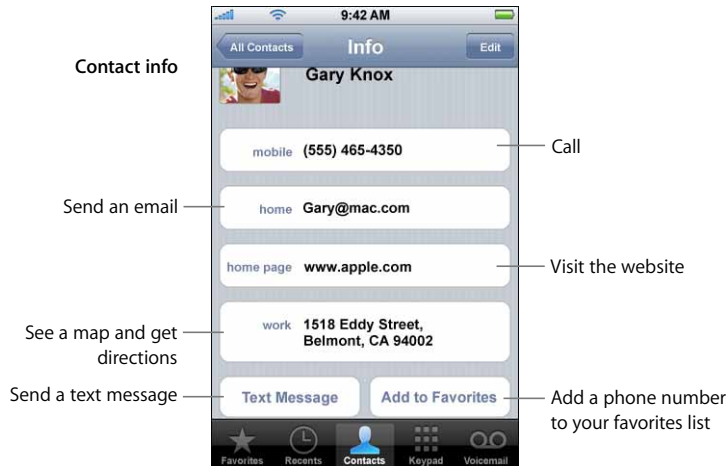 9:42 AM
All Contacts
Info
Edit
Contact info
Gary Knox
mobile (555) 465-4350
Call
Send an email
home Gary@mac.com
home page www.apple.com
Visit the website
See a map and get
directions
work 1518 Eddy Street,
Belmont, CA 94002
Send a text message
Text Message
Add to Favorites
Add a phone number
to your favorites list
Favorites
Recents
Contacts
Keypad
Voicemail